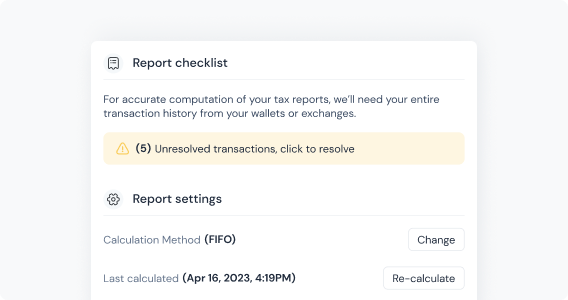 Report checklist
For accurate computation of your tax reports, we’ll need your entire
transaction history from your wallets or exchanges.
(5) Unresolved transactions, click to resolve
Report settings
Calculation Method (FIFO)
Change
Last calculated (Apr 16, 2023, 4:19PM)
Re-calculate